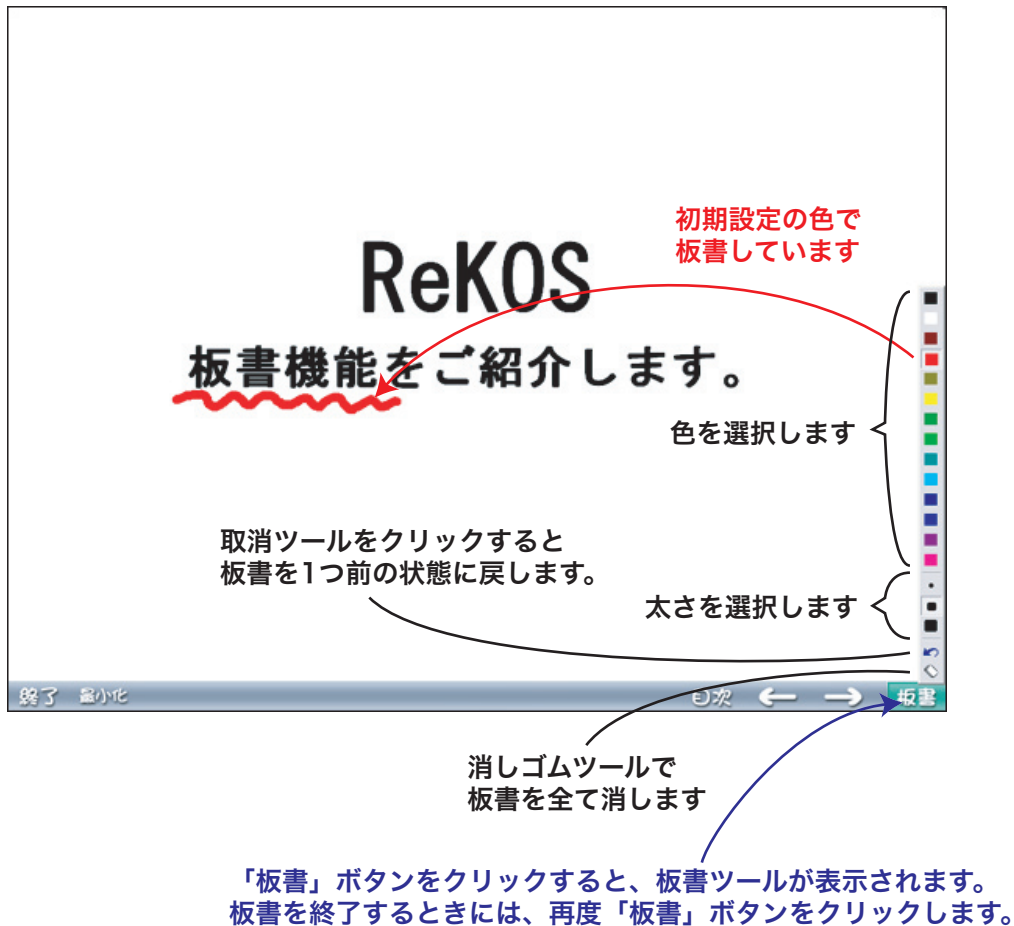 初期設定の色で
板書しています
ReKOS
板書機能をご紹介します。
色を選択します
取消ツールをクリックすると
板書を1つ前の状態に戻します。
太さを選択します
終了 最小化 目次 ← → 板書
消しゴムツールで
板書を全て消します
「板書」ボタンをクリックすると、板書ツールが表示されます。
板書を終了するときには、再度「板書」ボタンをクリックします。